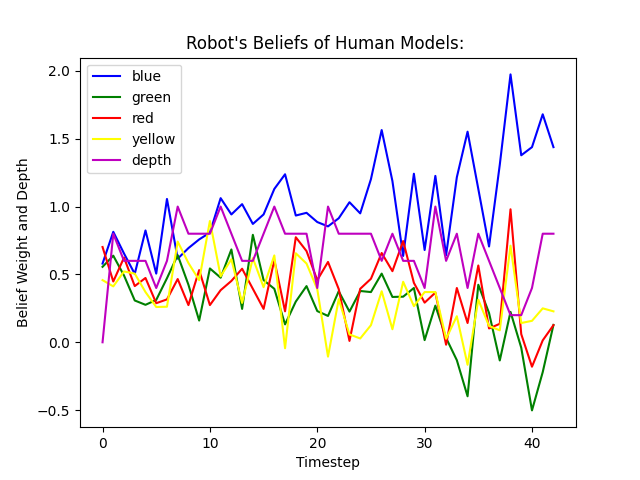 Robot's Beliefs of Human Models:
2.0
1.5
1.0
0.5
0.0
−0.5
Belief Weight and Depth
blue
green
red
yellow
depth
0
10
20
30
40
Timestep